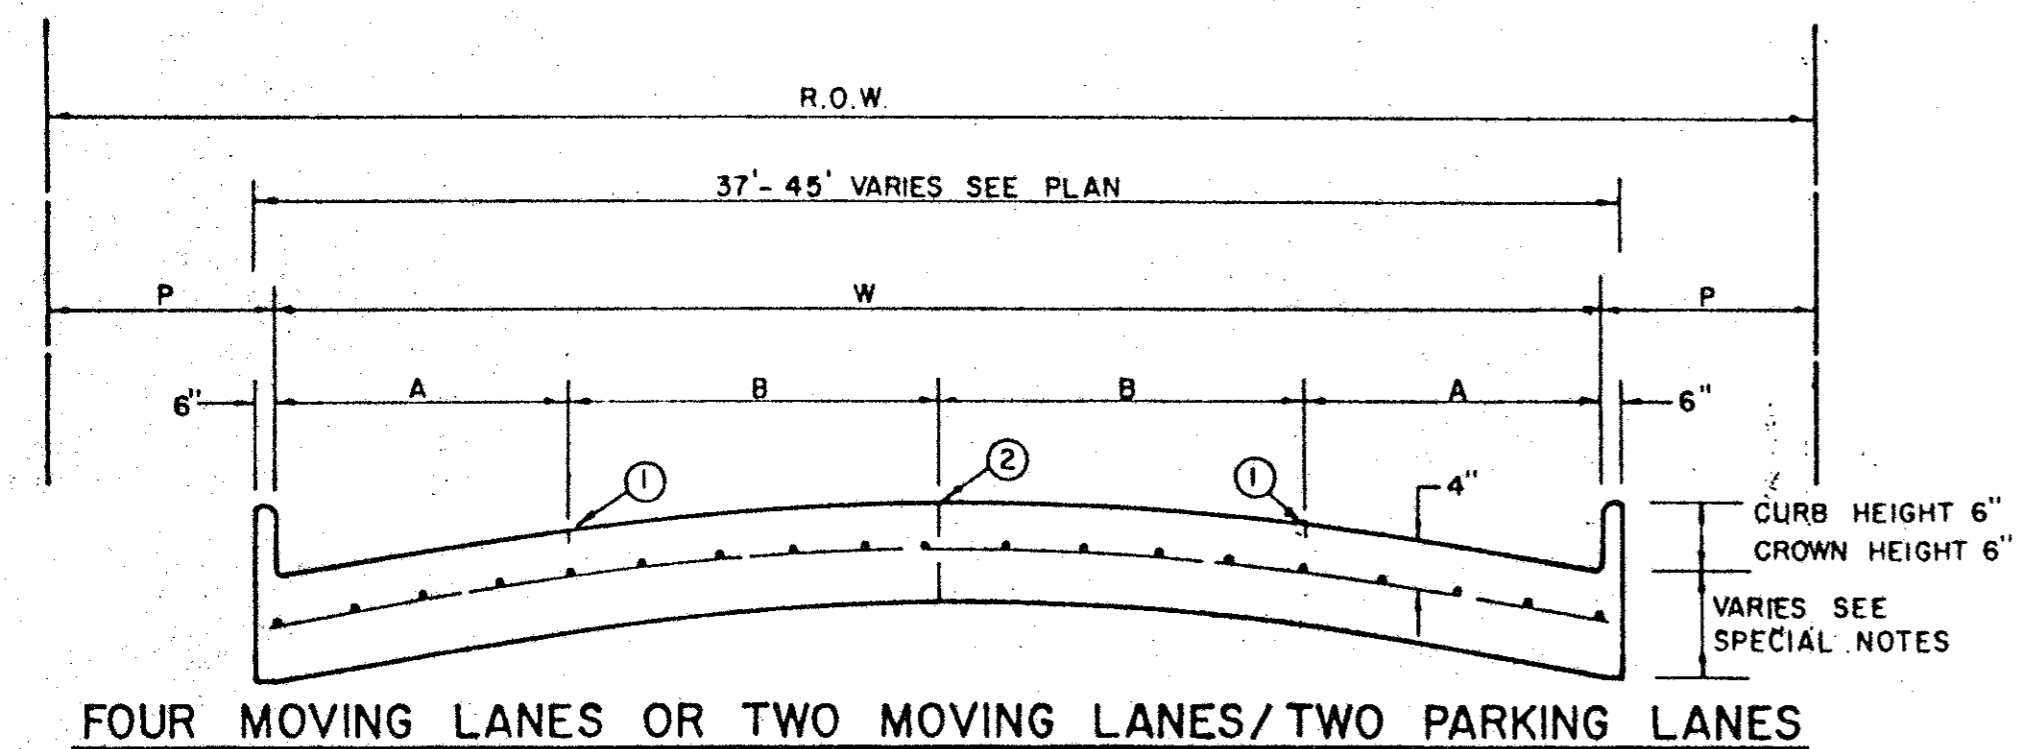 R.O.W.
37'- 45' VARIES SEE PLAN
P
W
P
6"
A
B
B
A
6"
1
2
1
4"
CURB HEIGHT 6"
CROWN HEIGHT 6"
VARIES SEE
SPECIAL NOTES
FOUR MOVING LANES OR TWO MOVING LANES/TWO PARKING LANES